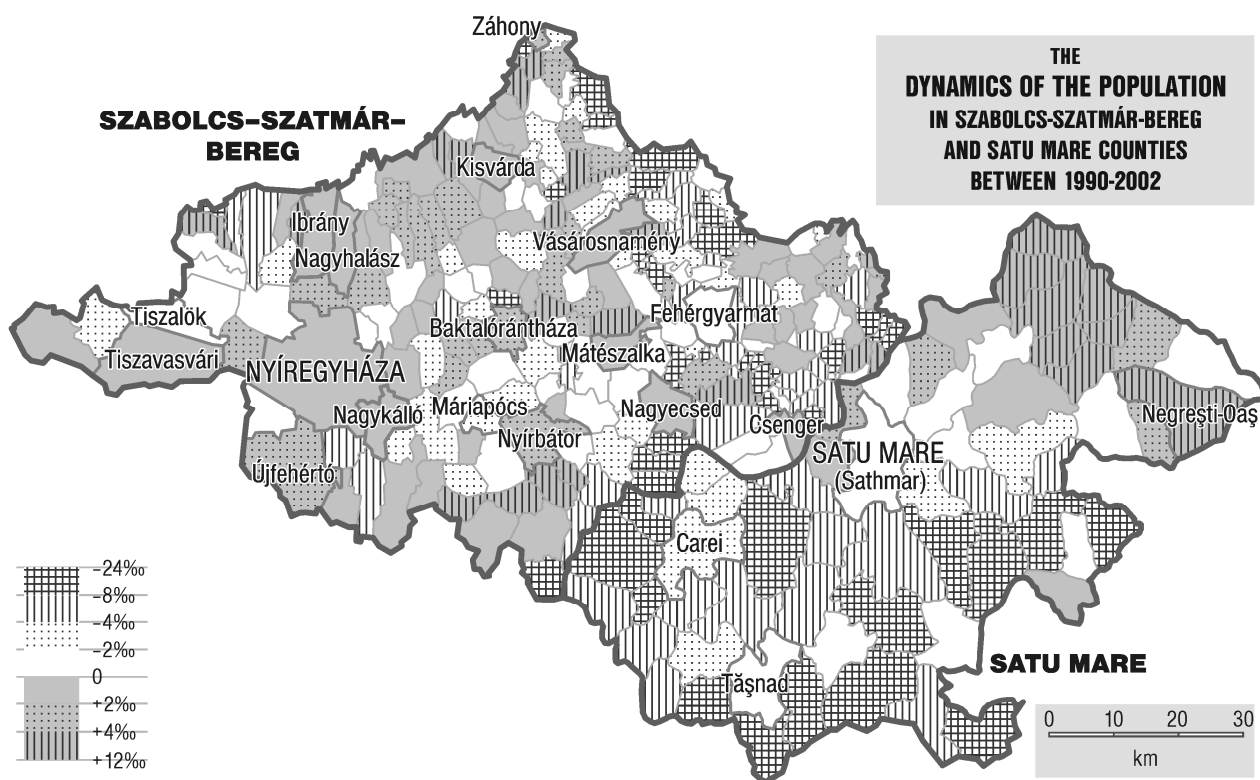 Záhony
THE
DYNAMICS OF THE POPULATION
IN SZABOLCS-SZATMÁR-BEREG
AND SATU MARE COUNTIES
BETWEEN 1990-2002
SZABOLCS–SZATMÁR–
BEREG
Kisvárda
Ibrány
Vásárosnamény
Nagyhalász
Tiszalök
Fehérgyarmat
Baktalórántháza
Tiszavasvári
Mátészalka
NYÍREGYHÁZA
Nagykálló
Máriapócs
Nagyecsed
Negrești-Oaș
Csenger
Nyírbátor
SATU MARE
(Sathmar)
Újfehértó
Carei
–24‰
–8‰
–4‰
–2‰
0
+2‰
+4‰
+12‰
Tășnad
SATU MARE
0 10 20 30
km